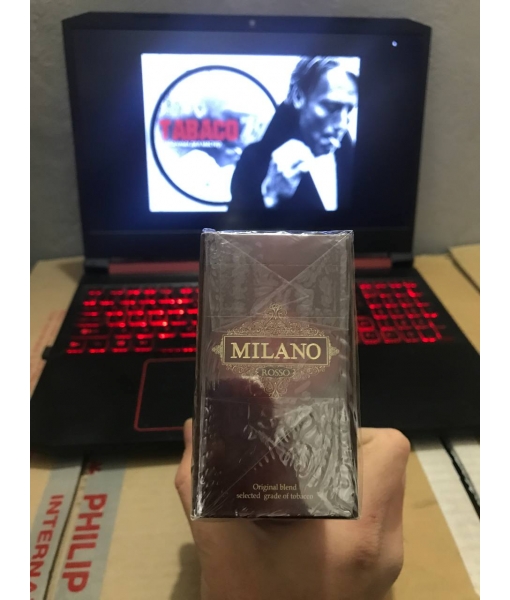 TABACO
MILANO
ROSSO
Original blend
selected grade of tobacco
PHILIP
INTERNA